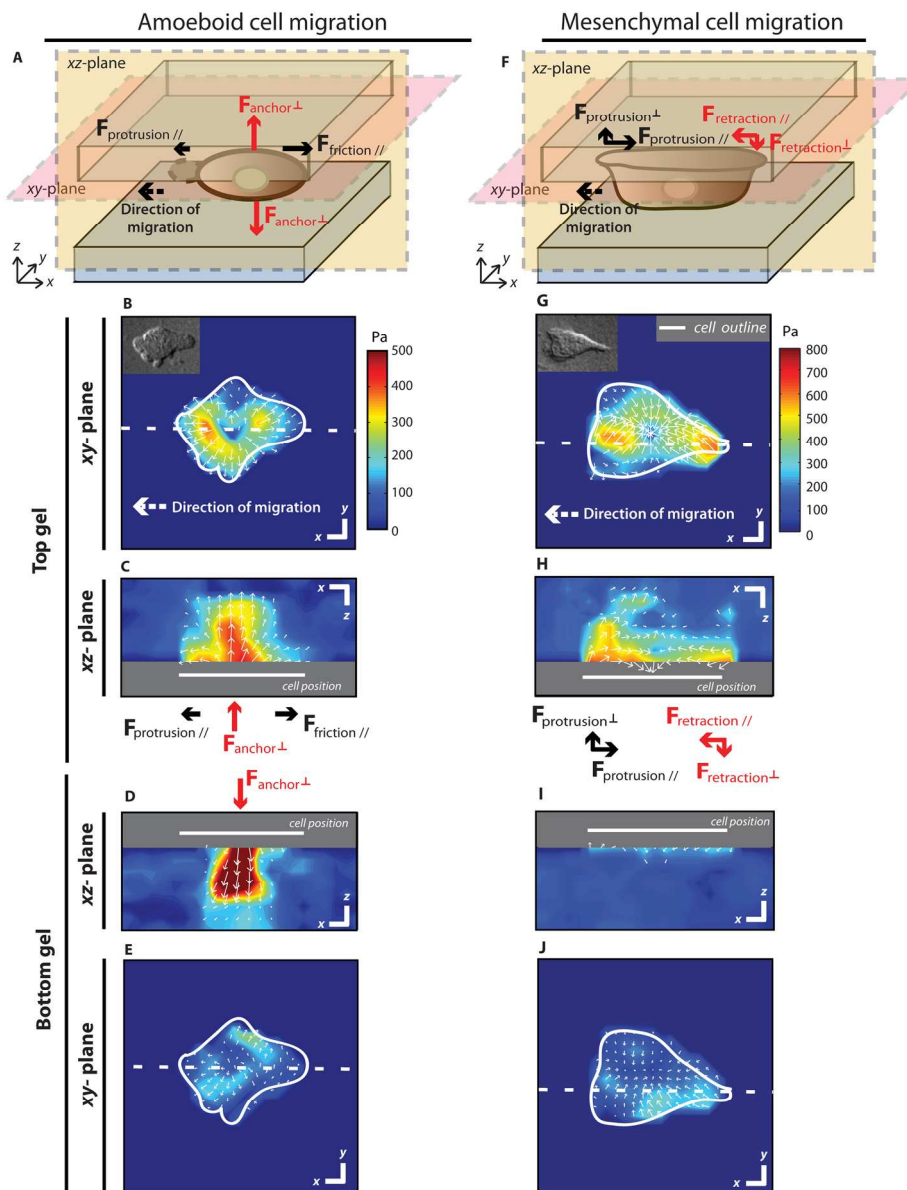 Amoeboid cell migration
Mesenchymal cell migration
A
xz-plane
F anchor⊥
F protrusion //
F friction //
xy-plane
Direction of
migration
F anchor⊥
z
y
x
F
xz-plane
F protrusion⊥
F protrusion //
F retraction //
F retraction⊥
xy-plane
Direction of
migration
z
y
x
Top gel
xy- plane
B
Pa
500
400
300
200
100
0
Direction of migration
y
x
G
cell outline
Pa
800
700
600
500
400
300
200
100
0
Direction of migration
y
x
xz- plane
C
x
z
cell position
F protrusion //
F anchor⊥
F friction //
H
x
z
cell position
F protrusion⊥
F protrusion //
F retraction //
F retraction⊥
Bottom gel
xz- plane
F anchor⊥
D
cell position
z
x
I
cell position
z
x
xy- plane
E
y
x
J
y
x